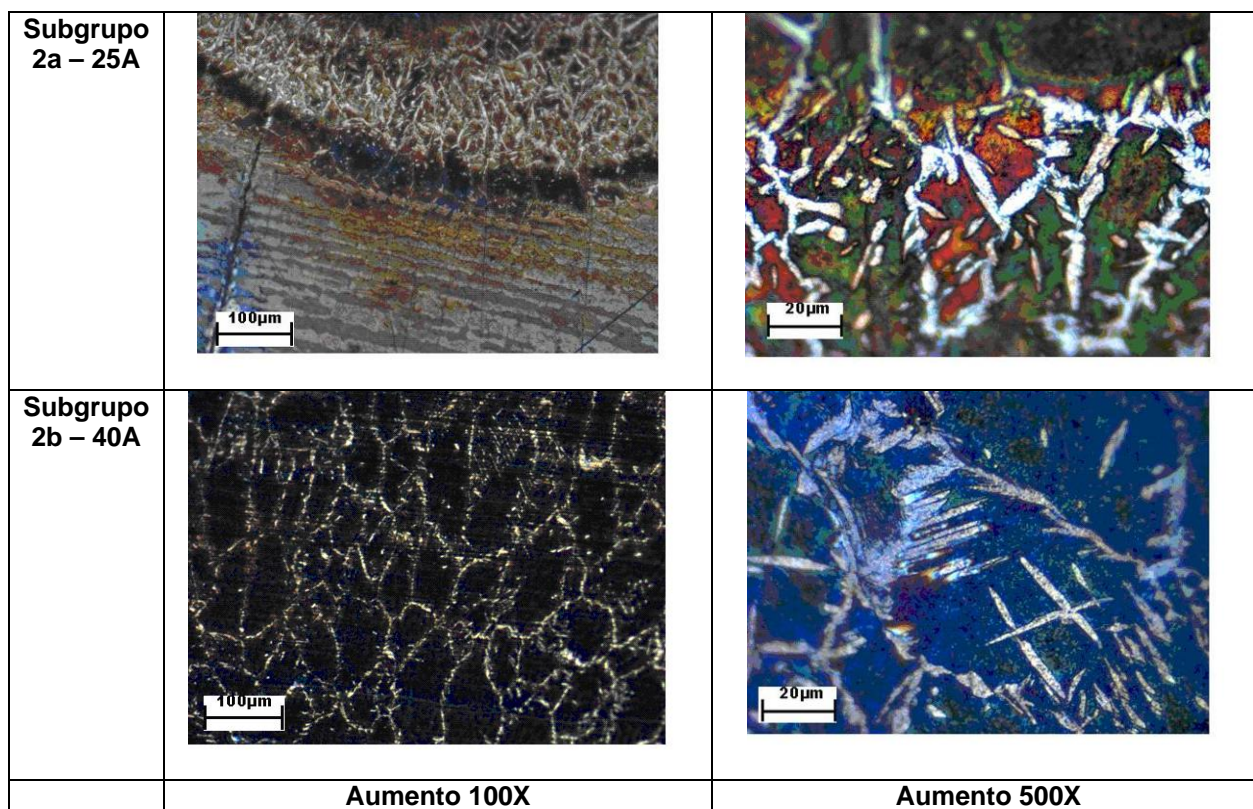 Subgrupo
2a – 25A
100µm
20µm
Subgrupo
2b – 40A
100µm
20µm
Aumento 100X
Aumento 500X